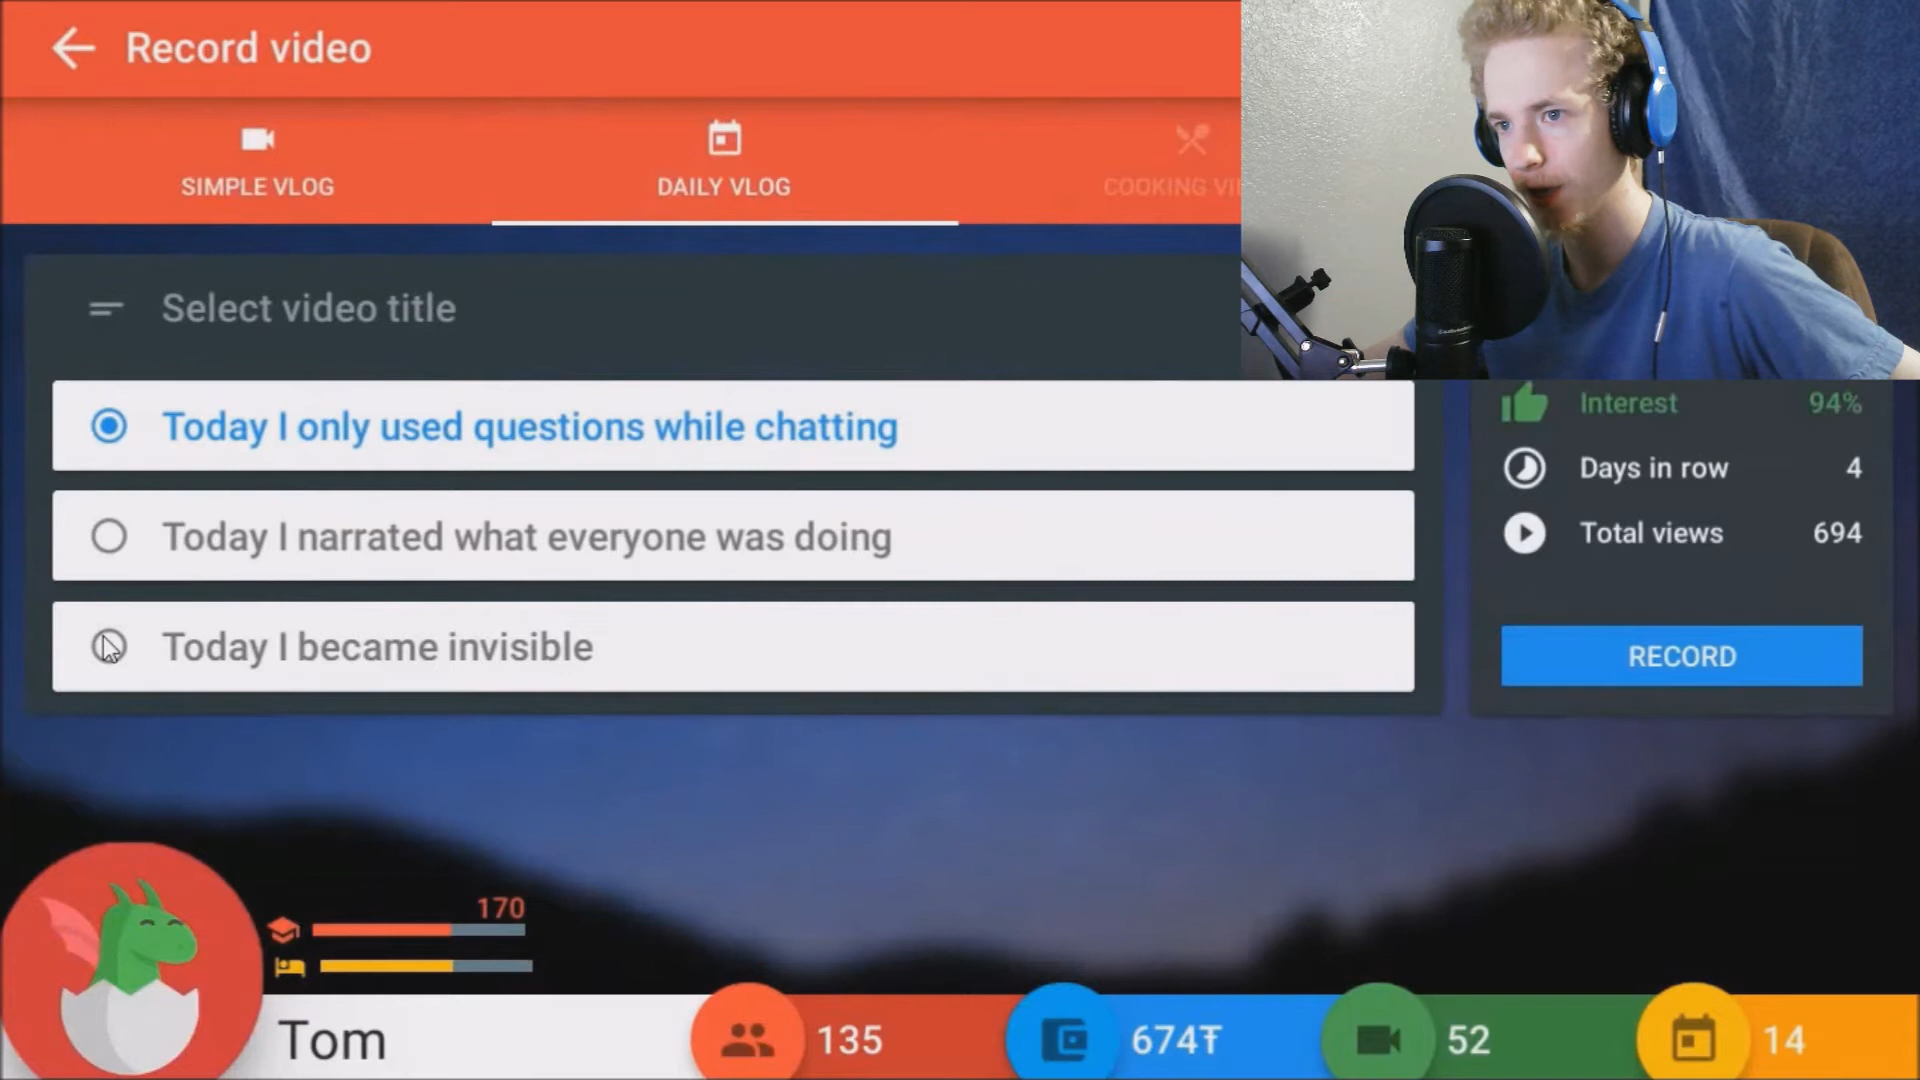 Record video
SIMPLE VLOG
DAILY VLOG
COOKING
Select video title
Today I only used questions while chatting
Today I narrated what everyone was doing
Today I became invisible
Interest 94%
Days in row 4
Total views 694
RECORD
170
Tom
135
674Ŧ
52
14